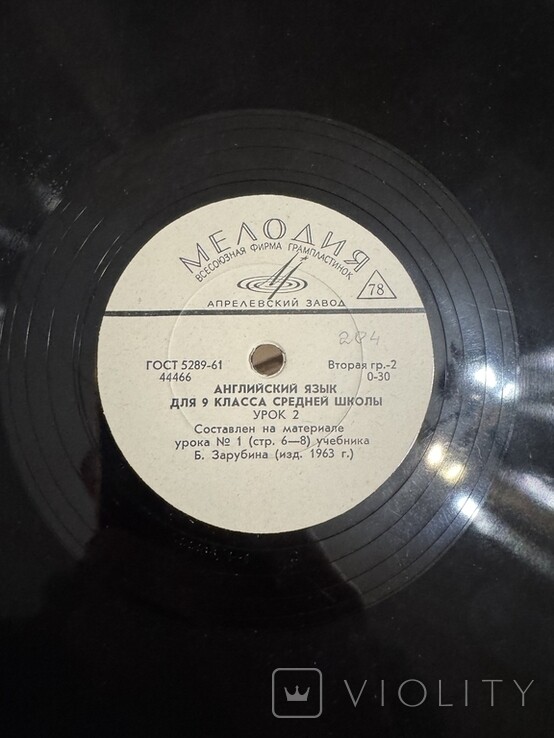 МЕЛОДИЯ
ВСЕСОЮЗНАЯ ФИРМА ГРАМПЛАСТИНОК
АПРЕЛЕВСКИЙ ЗАВОД
78
204
ГОСТ 5289-61 Вторая гр.-2
44466 0-30
АНГЛИЙСКИЙ ЯЗЫК
ДЛЯ 9 КЛАССА СРЕДНЕЙ ШКОЛЫ
УРОК 2
Составлен на материале
урока № 1 (стр. 6—8) учебника
Б. Зарубина (изд. 1963 г.)
VIOLITY